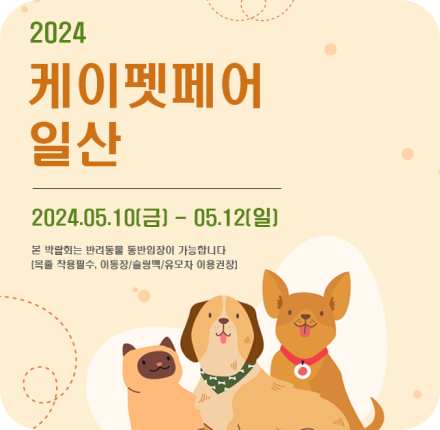 2024
케이펫페어
일산
2024.05.10(금) - 05.12(일)
본 박람회는 반려동물 동반입장이 가능합니다
(목줄 착용필수, 이동장/슬링백/유모차 이용권장)